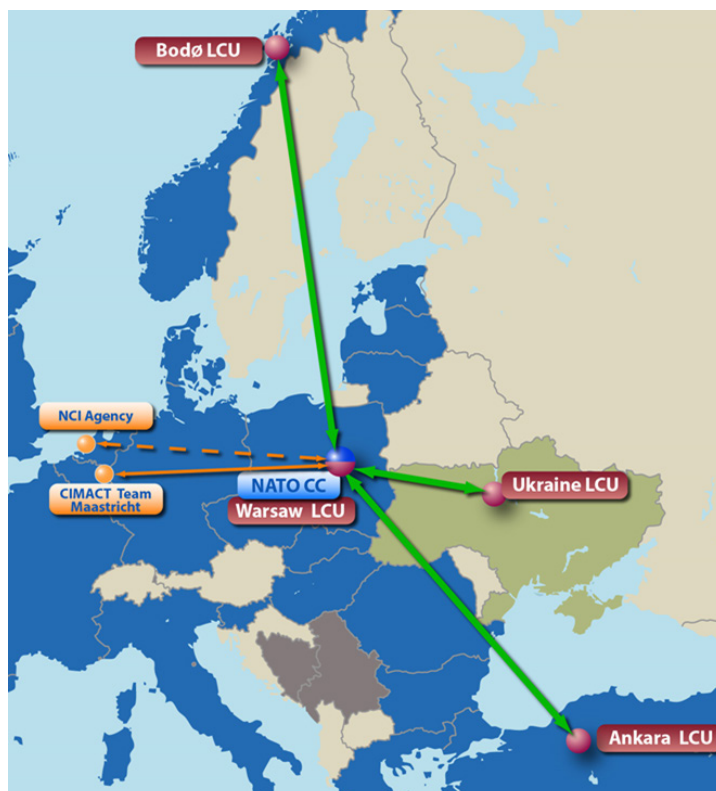 Bodø LCU
NCI Agency
CIMACT Team
Maastricht
NATO CC
Warsaw LCU
Ukraine LCU
Ankara LCU